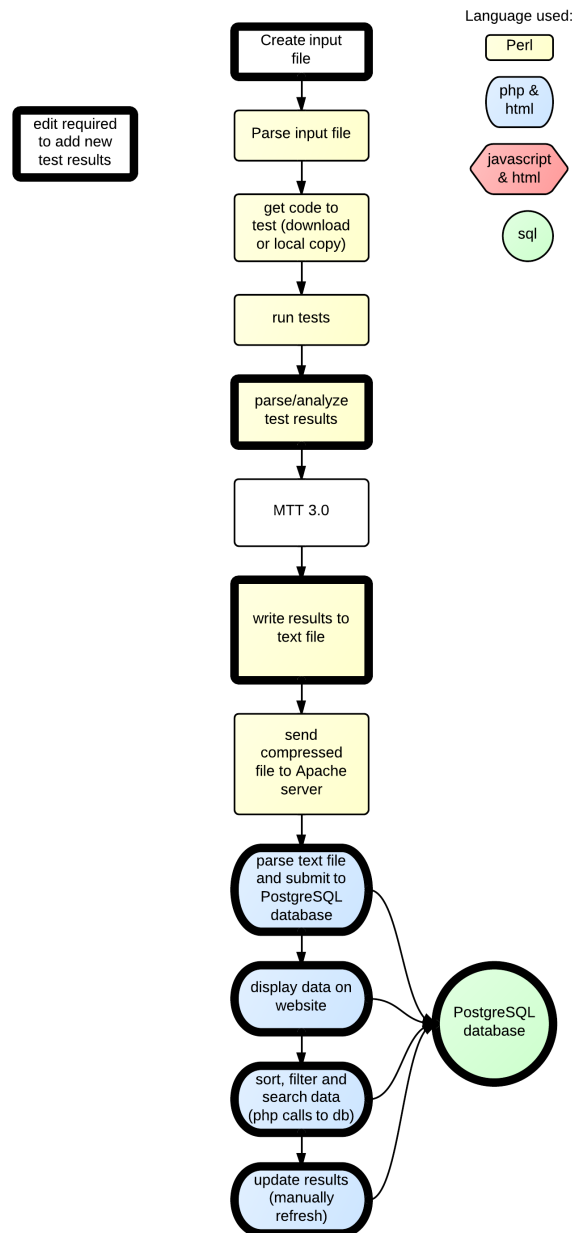 Language used:
Perl
php &
html
javascript
& html
sql
edit required
to add new
test results
Create input
file
Parse input file
get code to
test (download
or local copy)
run tests
parse/analyze
test results
MTT 3.0
write results to
text file
send
compressed
file to Apache
server
parse text file
and submit to
PostgreSQL
database
display data on
website
sort, filter and
search data
(php calls to db)
update results
(manually
refresh)
PostgreSQL
database